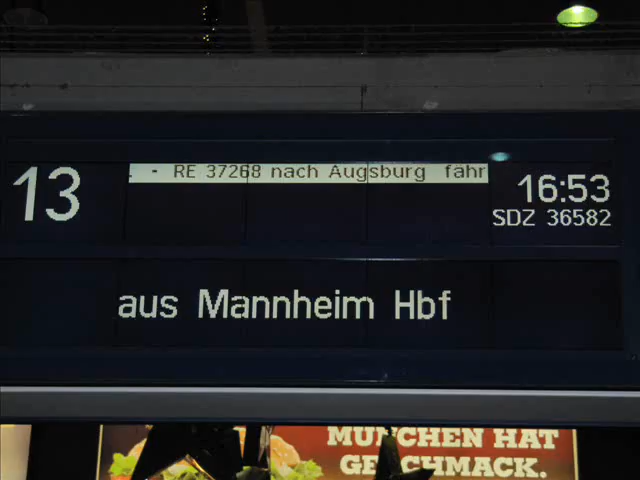 13
. - RE 37268 nach Augsburg fähr
16:53
SDZ 36582
aus Mannheim Hbf
MÜNCHEN HAT
GESCHMACK.